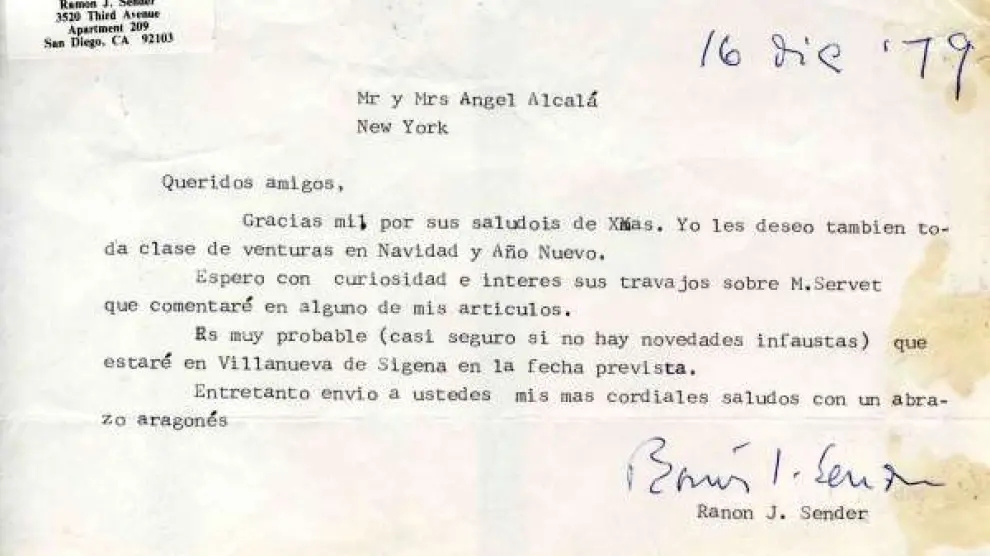 Ramon J. Sender
3520 Third Avenue
Apartment 209
San Diego, CA 92103
16 dic '79
Mr y Mrs Angel Alcalá
New York
Queridos amigos,
Gracias mil por sus saludois de XMas. Yo les deseo tambien to-
da clase de venturas en Navidad y Año Nuevo.
Espero con curiosidad e interes sus travajos sobre M.Servet
que comentaré en alguno de mis articulos.
Es muy probable (casi seguro si no hay novedades infaustas) que
estaré en Villanueva de Sigena en la fecha prevista.
Entretanto envio a ustedes mis mas cordiales saludos con un abra-
zo aragonés
Ramón J. Sender
Ranon J. Sender